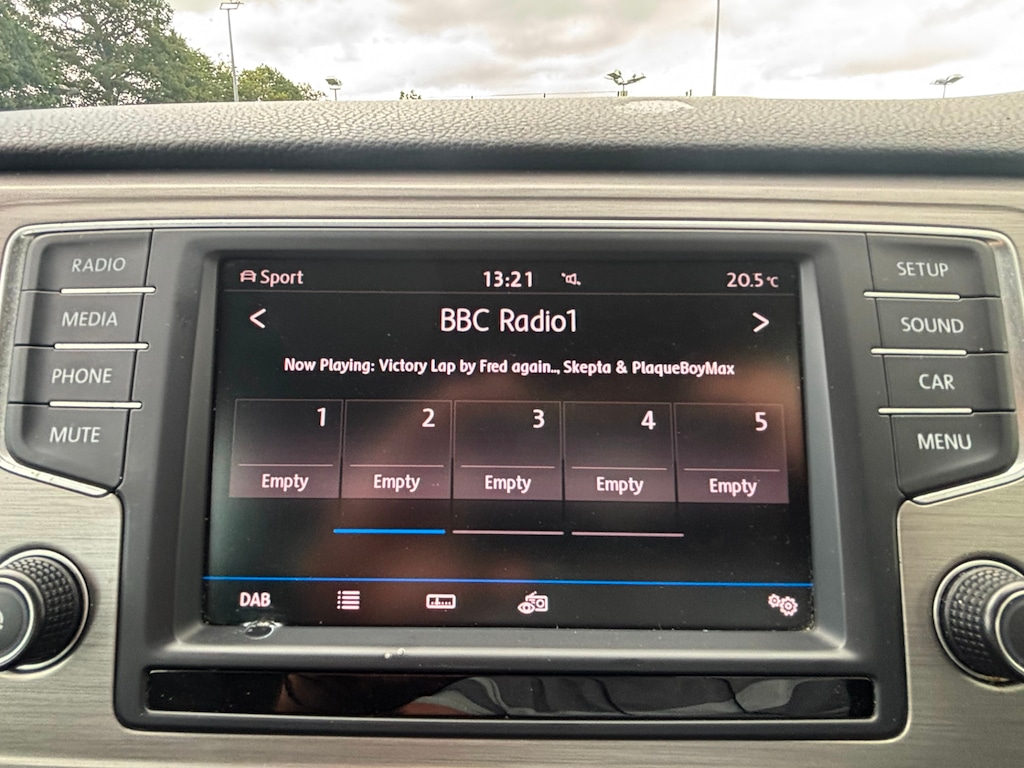 Sport 13:21 20.5°C
BBC Radio1
Now Playing: Victory Lap by Fred again.., Skepta & PlaqueBoyMax
1 2 3 4 5
Empty Empty Empty Empty Empty
DAB
RADIO
MEDIA
PHONE
MUTE
SETUP
SOUND
CAR
MENU